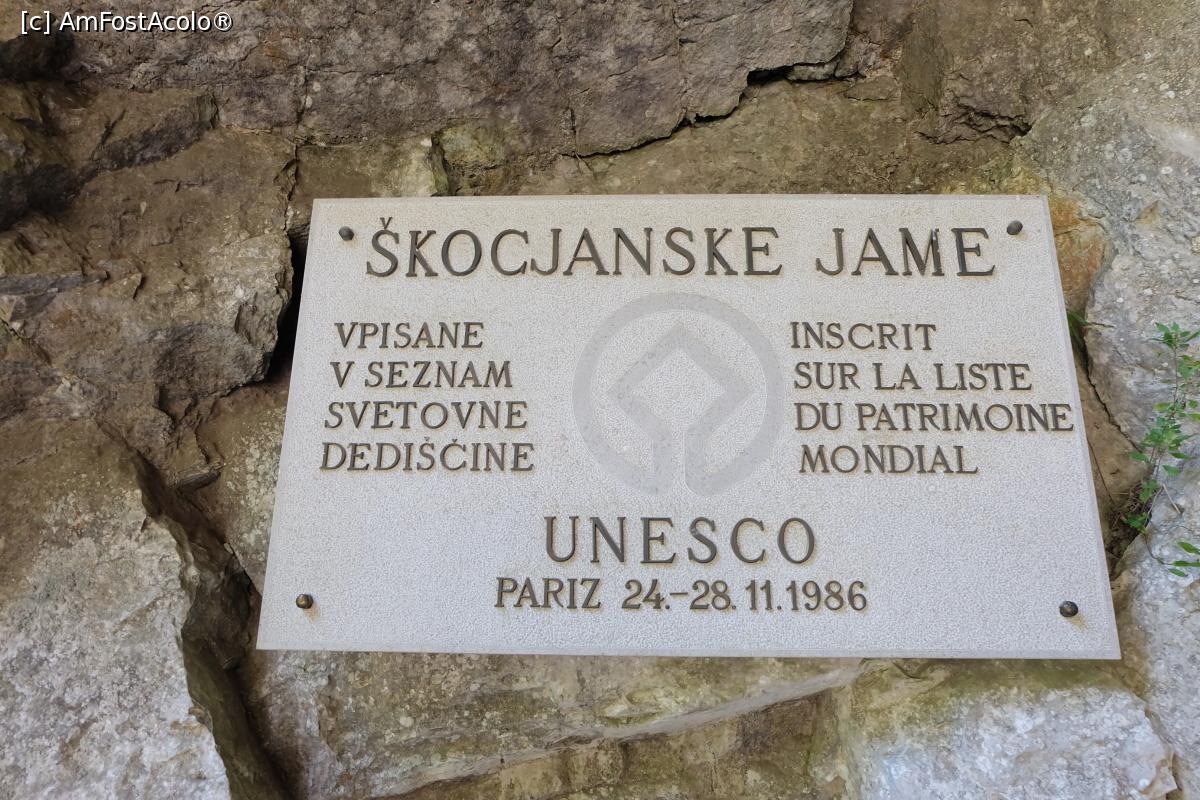 [c] AmFostAcolo®
ŠKOCJANSKE JAME
VPISANE
V SEZNAM
SVETOVNE
DEDIŠČINE
INSCRIT
SUR LA LISTE
DU PATRIMOINE
MONDIAL
UNESCO
PARIZ 24.-28.11.1986